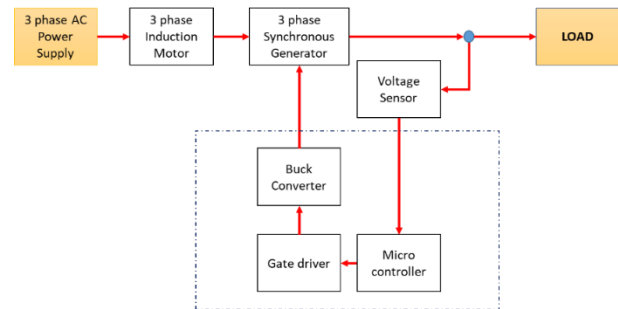 3 phase AC
Power
Supply
3 phase
Induction
Motor
3 phase
Synchronous
Generator
LOAD
Voltage
Sensor
Buck
Converter
Gate driver
Micro
controller